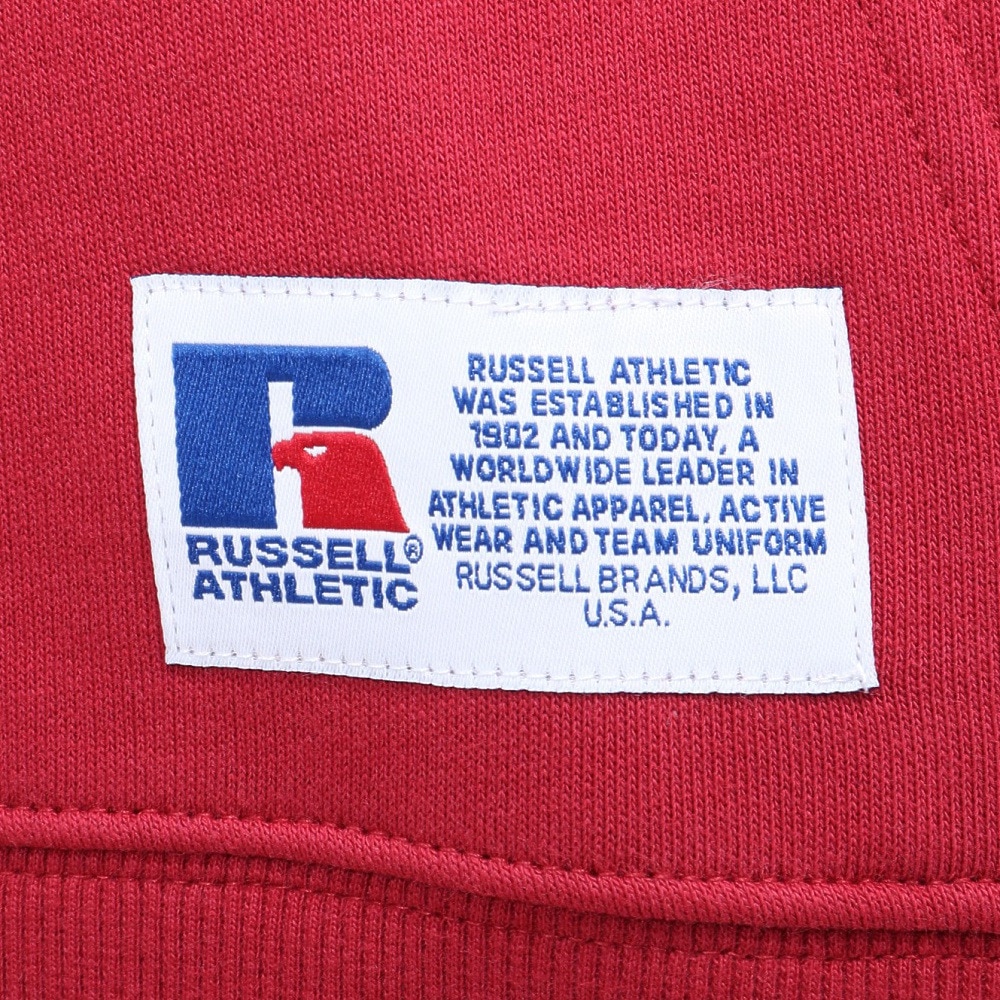 RUSSELL®
ATHLETIC
RUSSELL ATHLETIC
WAS ESTABLISHED IN
1902 AND TODAY, A
WORLDWIDE LEADER IN
ATHLETIC APPAREL, ACTIVE
WEAR AND TEAM UNIFORM
RUSSELL BRANDS, LLC
U.S.A.